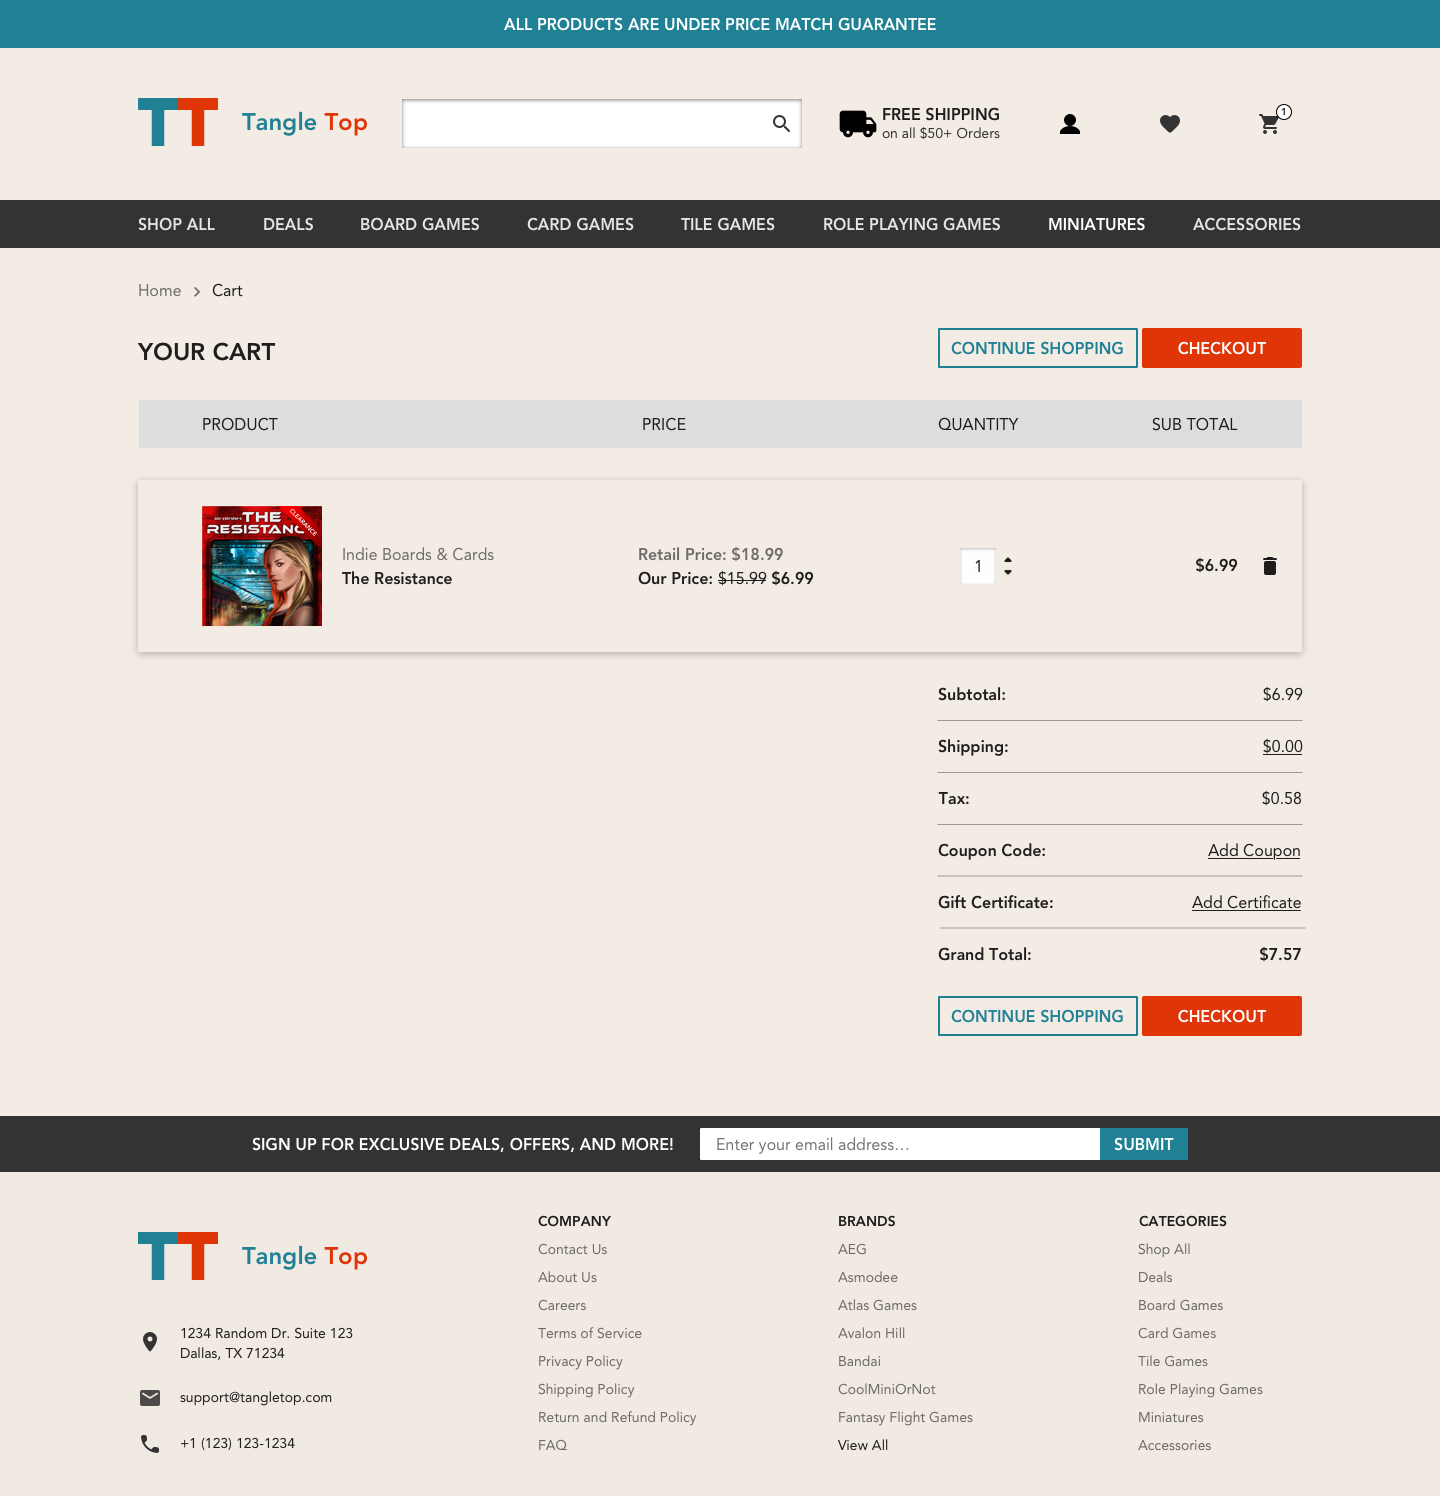 ALL PRODUCTS ARE UNDER PRICE MATCH GUARANTEE
TT Tangle Top
FREE SHIPPING
on all $50+ Orders
1
SHOP ALL DEALS BOARD GAMES CARD GAMES TILE GAMES ROLE PLAYING GAMES MINIATURES ACCESSORIES
Home > Cart
YOUR CART
CONTINUE SHOPPING CHECKOUT
PRODUCT PRICE QUANTITY SUB TOTAL
THE
RESISTANC
CLEARANCE
Indie Boards & Cards
The Resistance
Retail Price: $18.99
Our Price: $15.99 $6.99
1
$6.99
Subtotal: $6.99
Shipping: $0.00
Tax: $0.58
Coupon Code: Add Coupon
Gift Certificate: Add Certificate
Grand Total: $7.57
CONTINUE SHOPPING CHECKOUT
SIGN UP FOR EXCLUSIVE DEALS, OFFERS, AND MORE! Enter your email address... SUBMIT
TT Tangle Top
1234 Random Dr. Suite 123
Dallas, TX 71234
support@tangletop.com
+1 (123) 123-1234
COMPANY
Contact Us
About Us
Careers
Terms of Service
Privacy Policy
Shipping Policy
Return and Refund Policy
FAQ
BRANDS
AEG
Asmodee
Atlas Games
Avalon Hill
Bandai
CoolMiniOrNot
Fantasy Flight Games
View All
CATEGORIES
Shop All
Deals
Board Games
Card Games
Tile Games
Role Playing Games
Miniatures
Accessories